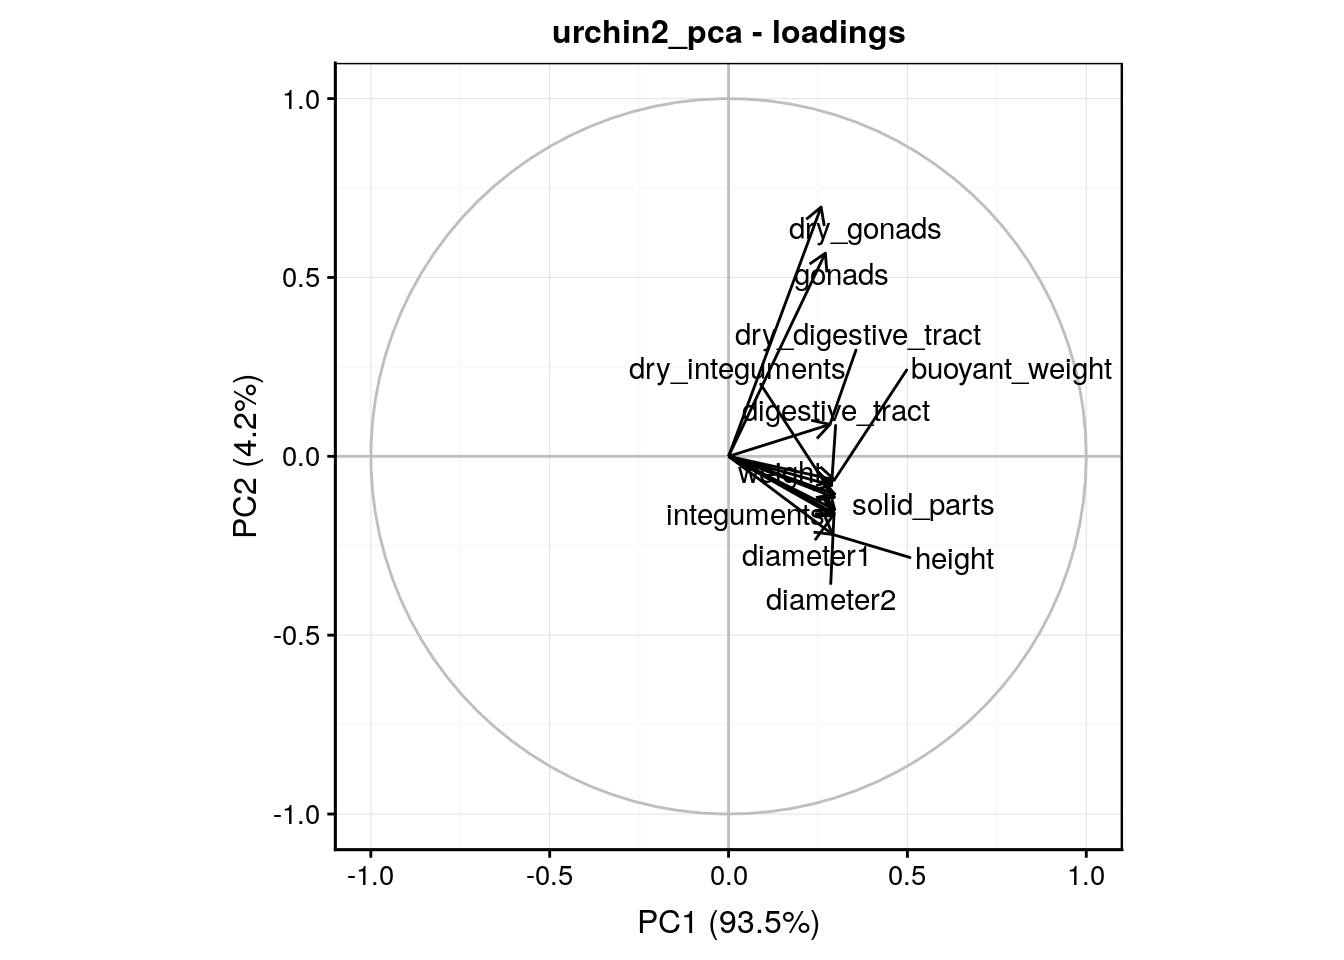 urchin2_pca - loadings
1.0
0.5
0.0
-0.5
-1.0
PC2 (4.2%)
dry_gonads
gonads
dry_digestive_tract
dry_integuments
buoyant_weight
digestive_tract
weight
solid_parts
integuments
diameter1
height
diameter2
-1.0
-0.5
0.0
0.5
1.0
PC1 (93.5%)